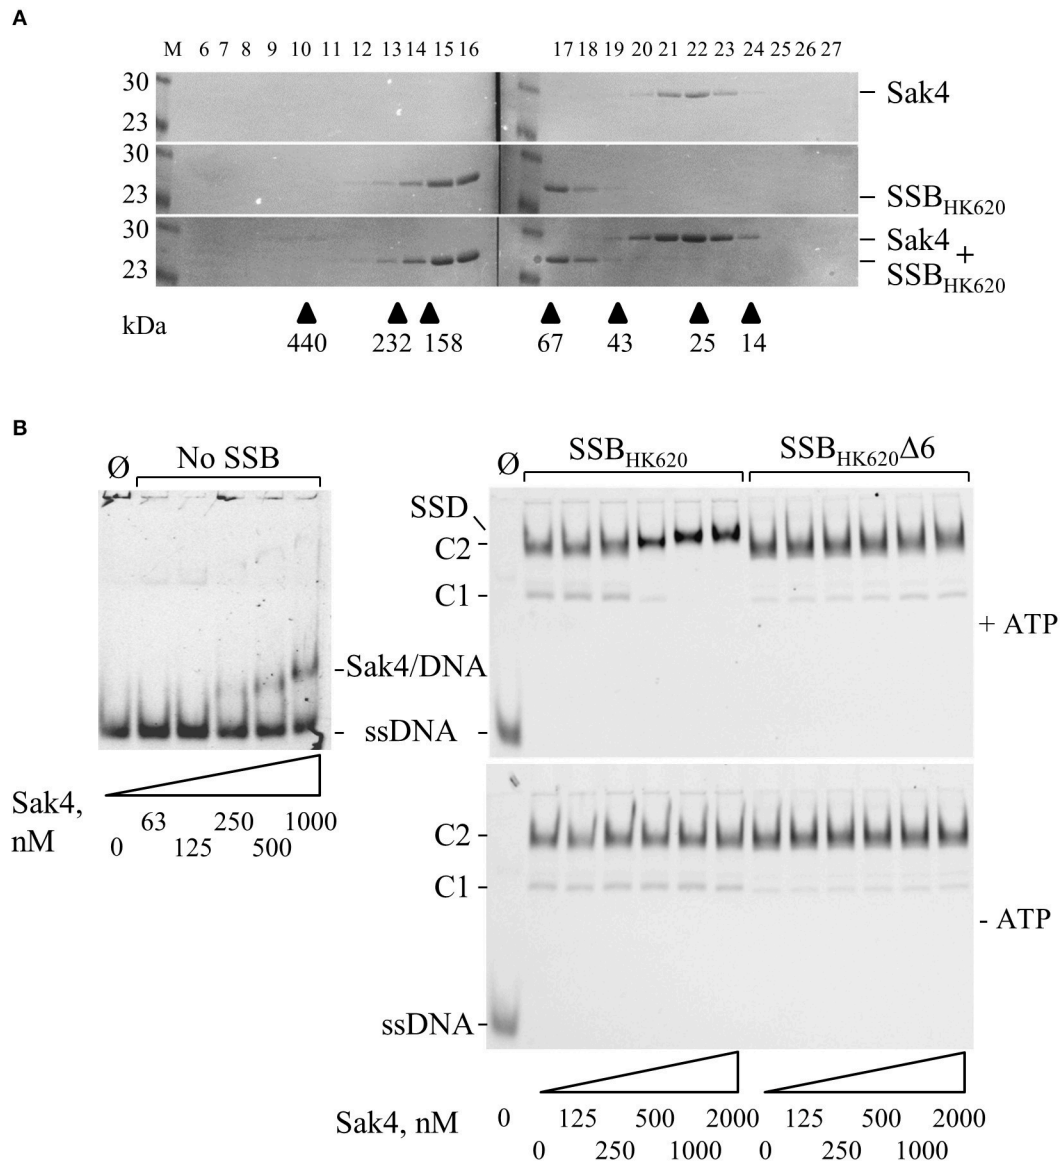 A
M 6 7 8 9 10 11 12 13 14 15 16 17 18 19 20 21 22 23 24 25 26 27
30
23
Sak4
30
23
SSBHK620
30
23
Sak4 +
SSBHK620
kDa
440 232 158 67 43 25 14
B
Ø No SSB
Sak4/DNA
ssDNA
Sak4,
nM
63 250 1000
0 125 500
Ø SSBHK620 SSBHK620Δ6
SSD
C2
C1
+ ATP
C2
C1
- ATP
ssDNA
Sak4, nM
0 125 500 2000 125 500 2000
0 250 1000 0 250 1000